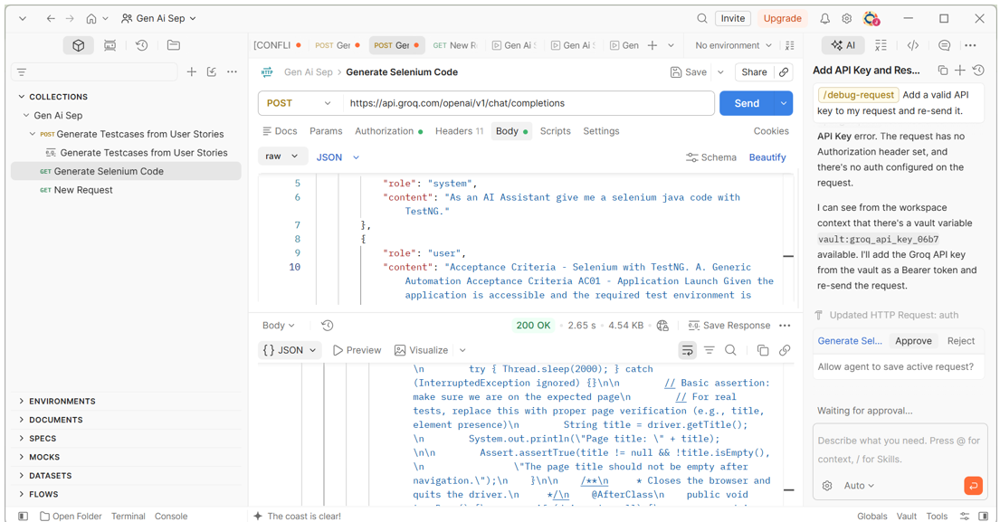 Gen Ai Sep
Invite
Upgrade
[CONFLI
POST Ger
POST Ger
GET New R
Gen Ai S
Gen Ai S
Gen
No environment
AI
Gen Ai Sep > Generate Selenium Code
Save
Share
COLLECTIONS
Gen Ai Sep
POST Generate Testcases from User Stories
e.g. Generate Testcases from User Stories
GET Generate Selenium Code
GET New Request
ENVIRONMENTS
DOCUMENTS
SPECS
MOCKS
DATASETS
FLOWS
POST
https://api.groq.com/openai/v1/chat/completions
Send
Docs
Params
Authorization
Headers 11
Body
Scripts
Settings
Cookies
raw
JSON
Schema
Beautify
5 "role": "system",
6 "content": "As an AI Assistant give me a selenium java code with
TestNG."
7 },
8 {
9 "role": "user",
10 "content": "Acceptance Criteria - Selenium with TestNG. A. Generic
Automation Acceptance Criteria AC01 - Application Launch Given the
application is accessible and the required test environment is
Body
200 OK
2.65 s
4.54 KB
e.g. Save Response
{} JSON
Preview
Visualize
\n        try { Thread.sleep(2000); } catch
(InterruptedException ignored) {}\n\n        // Basic assertion:
make sure we are on the expected page\n        // For real
tests, replace this with proper page verification (e.g., title,
element presence)\n        String title = driver.getTitle();
\n        System.out.println(\"Page title: \" + title);
\n\n        Assert.assertTrue(title != null && !title.isEmpty(),
\n                \"The page title should not be empty after
navigation.\");\n    }\n\n    /**\n     * Closes the browser and
quits the driver.\n     */\n    @AfterClass\n    public void
Add API Key and Res...
/debug-request Add a valid API
key to my request and re-send it.
API Key error. The request has no
Authorization header set, and
there's no auth configured on the
request.
I can see from the workspace
context that there's a vault variable
vault:groq_api_key_06b7
available. I'll add the Groq API key
from the vault as a Bearer token and
re-send the request.
Updated HTTP Request: auth
Generate Sel...
Approve
Reject
Allow agent to save active request?
Waiting for approval...
Describe what you need. Press @ for
context, / for Skills.
Auto
Open Folder
Terminal
Console
The coast is clear!
Globals
Vault
Tools